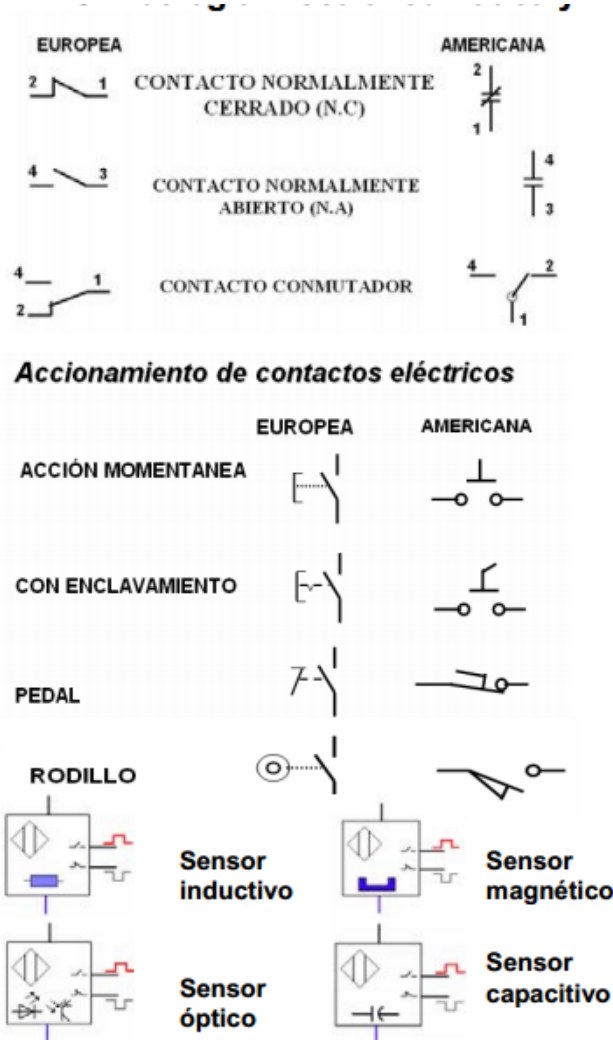 EUROPEA AMERICANA
2 1 CONTACTO NORMALMENTE CERRADO (N.C) 2 1
4 3 CONTACTO NORMALMENTE ABIERTO (N.A) 4 3
4 2 1 CONTACTO CONMUTADOR 4 2 1
Accionamiento de contactos eléctricos
EUROPEA AMERICANA
ACCIÓN MOMENTANEA
CON ENCLAVAMIENTO
PEDAL
RODILLO
Sensor
inductivo
Sensor
magnético
Sensor
óptico
Sensor
capacitivo